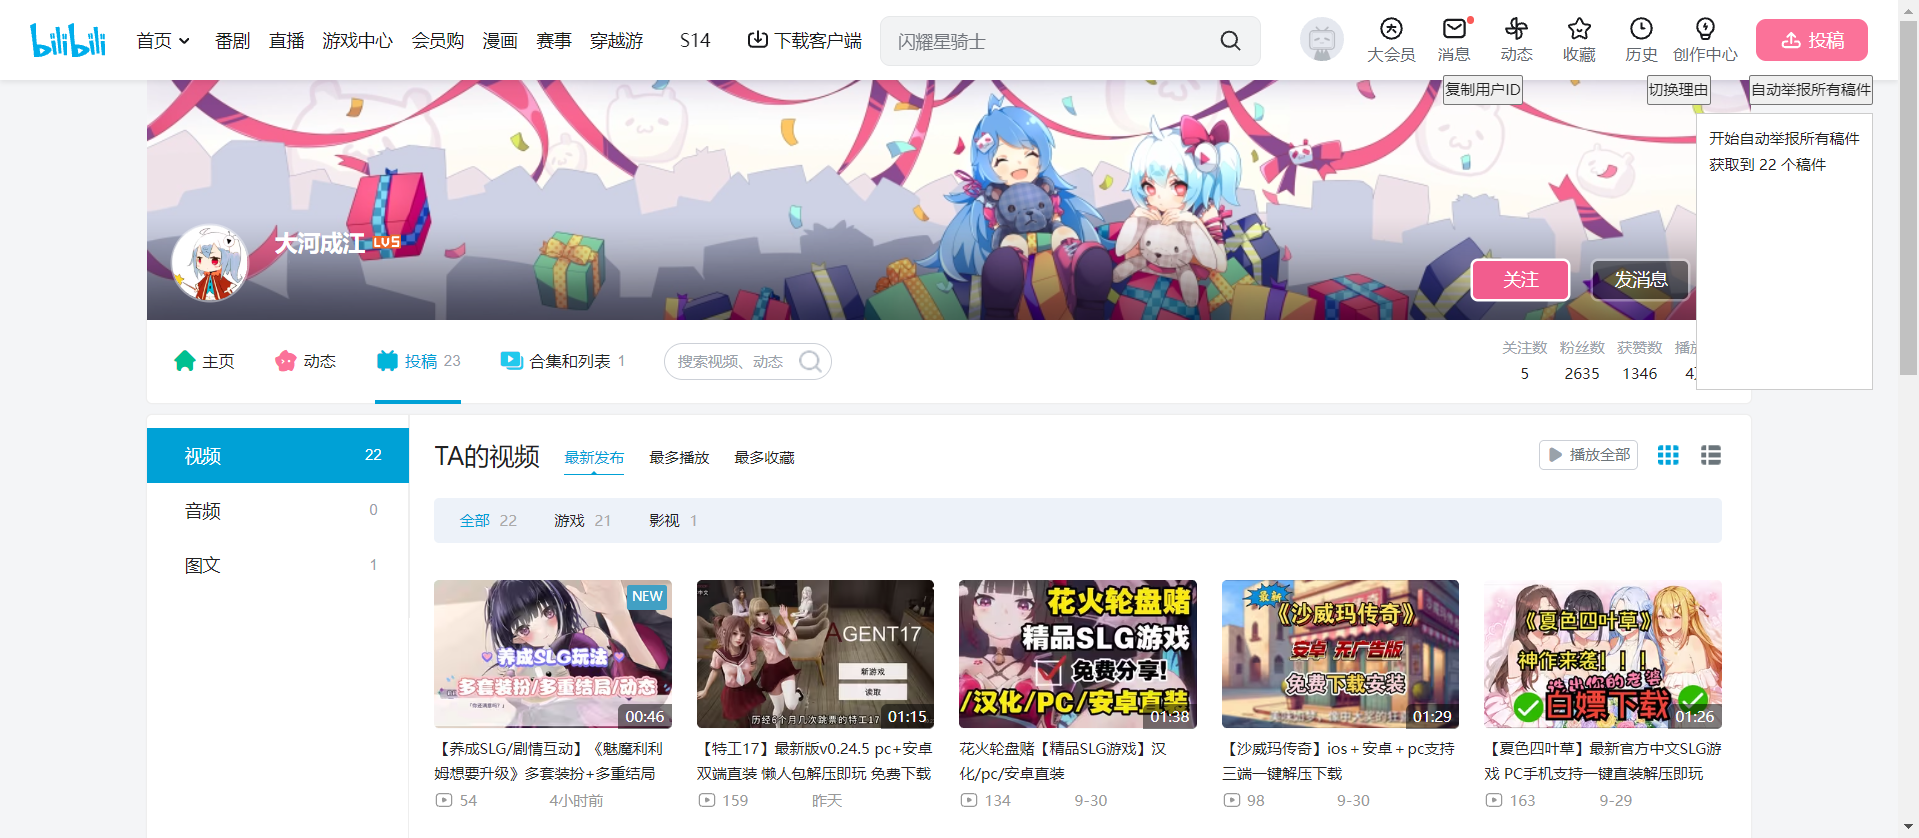 bilibili
首页
番剧
直播
游戏中心
会员购
漫画
赛事
穿越游
S14
下载客户端
闪耀星骑士
大会员
消息
动态
收藏
历史
创作中心
投稿
复制用户ID
切换理由
自动举报所有稿件
开始自动举报所有稿件
获取到 22 个稿件
大河成江 LV5
关注
发消息
主页
动态
投稿 23
合集和列表 1
搜索视频、动态
关注数
粉丝数
获赞数
5
2635
1346
视频 22
音频 0
图文 1
TA的视频
最新发布
最多播放
最多收藏
播放全部
全部 22
游戏 21
影视 1
NEW
养成SLG玩法
多套装扮/多重结局/动态
00:46
【养成SLG/剧情互动】《魅魔利利
姆想要升级》多套装扮+多重结局
54
4小时前
AGENT17
新游戏
读取
历经6个月几次跳票的特工17
01:15
【特工17】最新版v0.24.5 pc+安卓
双端直装 懒人包解压即玩 免费下载
159
昨天
花火轮盘赌
精品SLG游戏
免费分享!
/汉化/PC/安卓直装
01:38
花火轮盘赌【精品SLG游戏】汉
化/pc/安卓直装
134
9-30
最新
《沙威玛传奇》
安卓 无广告版
免费下载安装
01:29
【沙威玛传奇】ios＋安卓＋pc支持
三端一键解压下载
98
9-30
《夏色四叶草》
神作来袭！！！
选出你的老婆
白嫖下载
01:26
【夏色四叶草】最新官方中文SLG游
戏 PC手机支持一键直装解压即玩
163
9-29